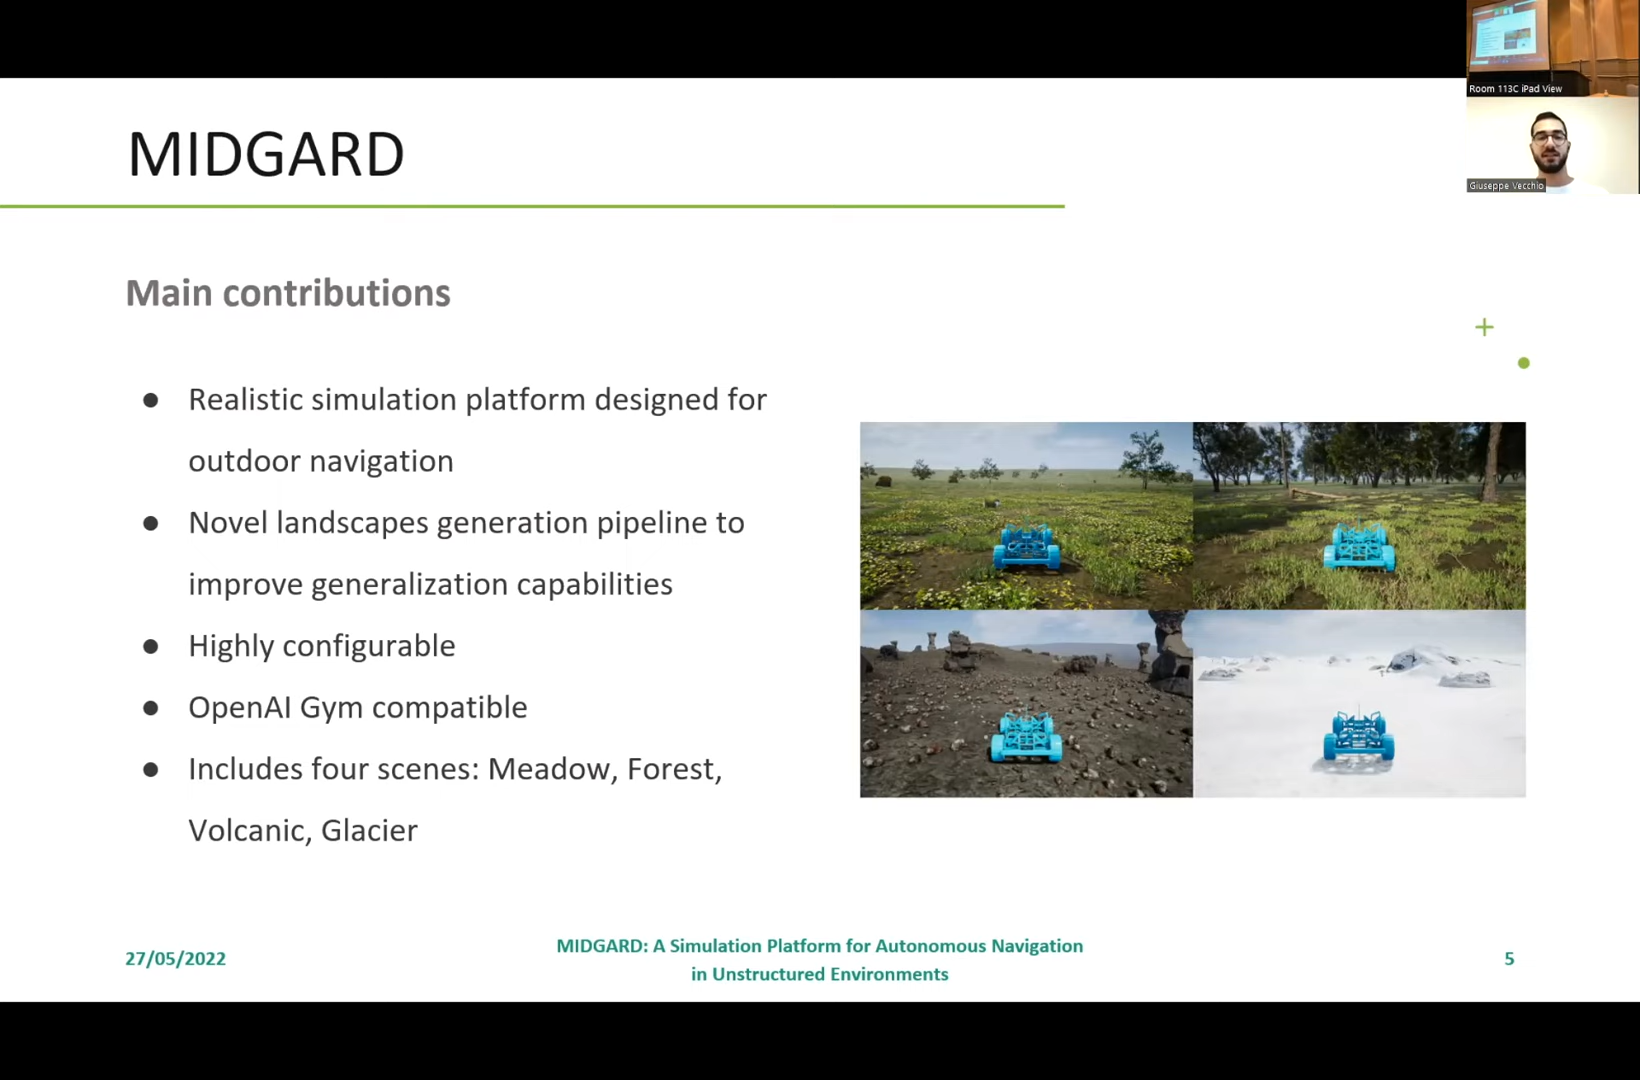 Room 113C iPad View
Giuseppe Vecchio
MIDGARD
Main contributions
● Realistic simulation platform designed for
outdoor navigation
● Novel landscapes generation pipeline to
improve generalization capabilities
● Highly configurable
● OpenAI Gym compatible
● Includes four scenes: Meadow, Forest,
Volcanic, Glacier
27/05/2022
MIDGARD: A Simulation Platform for Autonomous Navigation
in Unstructured Environments
5